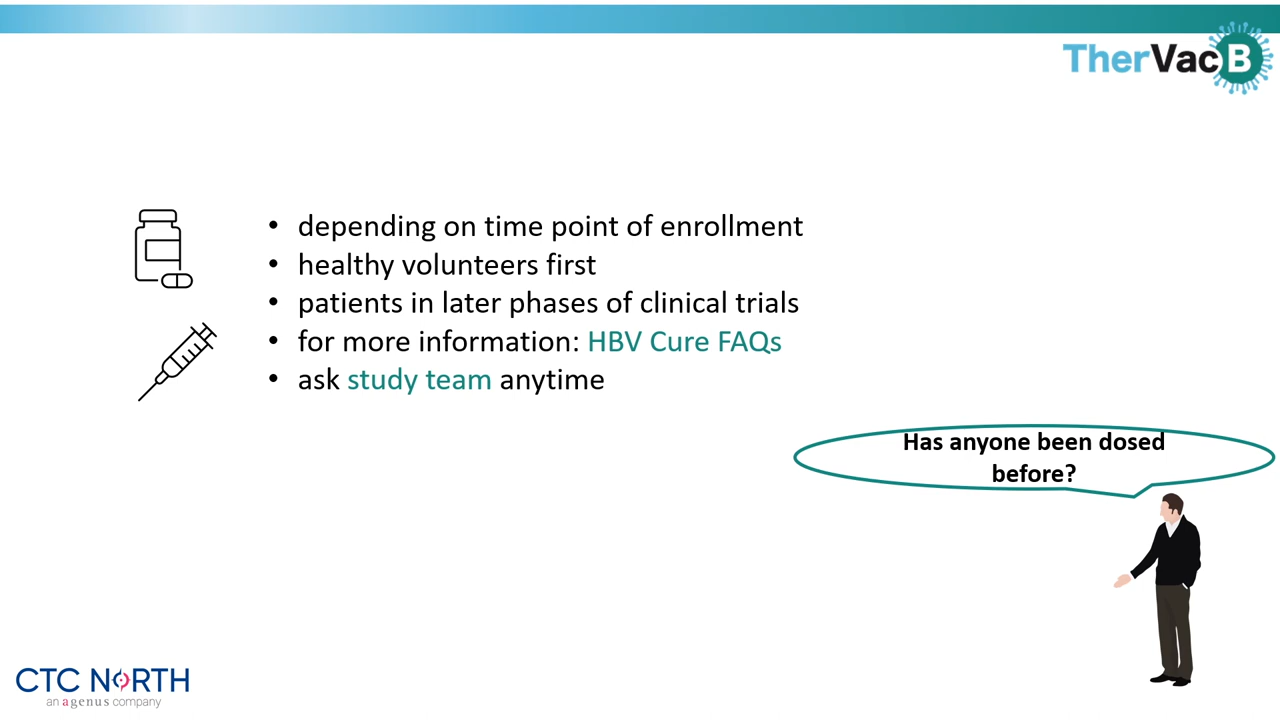 TherVacB
• depending on time point of enrollment
• healthy volunteers first
• patients in later phases of clinical trials
• for more information: HBV Cure FAQs
• ask study team anytime
Has anyone been dosed
before?
CTC NORTH
an agenus company